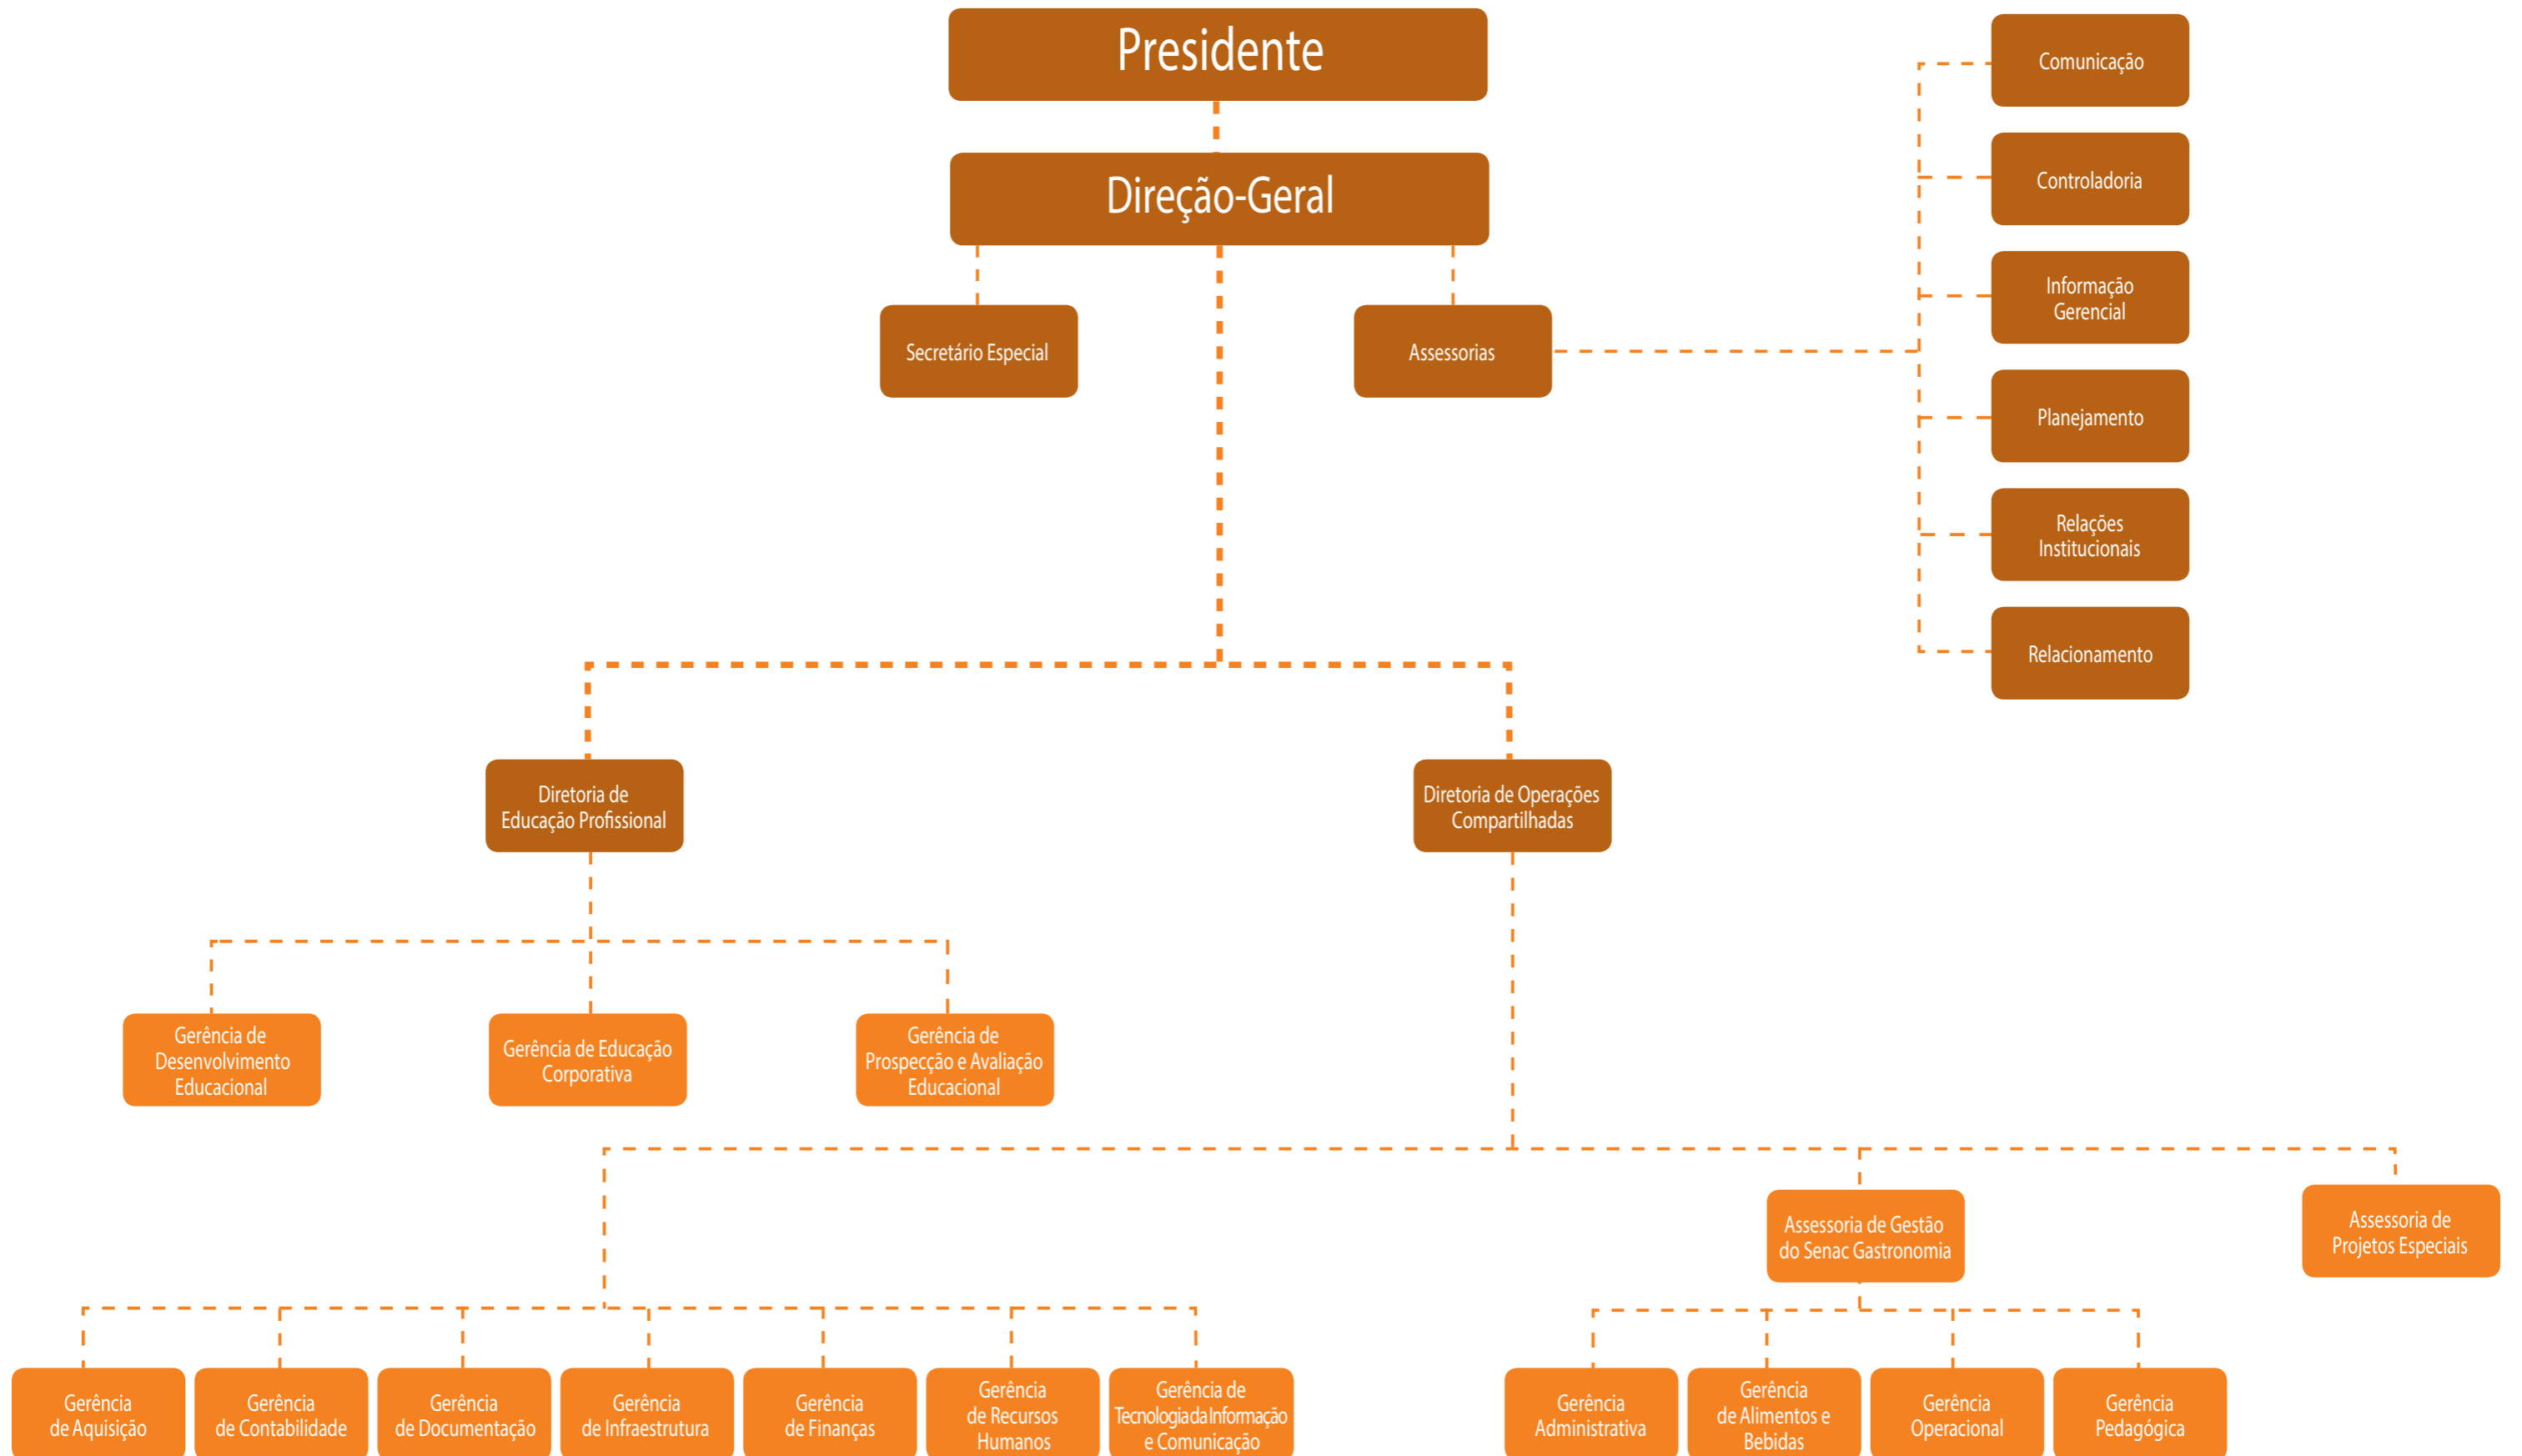 Presidente
Direção-Geral
Secretário Especial
Assessorias
Comunicação
Controladoria
Informação
Gerencial
Planejamento
Relações
Institucionais
Relacionamento
Diretoria de
Educação Profissional
Diretoria de Operações
Compartilhadas
Gerência de
Desenvolvimento
Educacional
Gerência de Educação
Corporativa
Gerência de
Prospecção e Avaliação
Educacional
Assessoria de Gestão
do Senac Gastronomia
Assessoria de
Projetos Especiais
Gerência
de Aquisição
Gerência
de Contabilidade
Gerência
de Documentação
Gerência
de Infraestrutura
Gerência
de Finanças
Gerência
de Recursos
Humanos
Gerência de
Tecnologia da Informação
e Comunicação
Gerência
Administrativa
Gerência
de Alimentos e
Bebidas
Gerência
Operacional
Gerência
Pedagógica